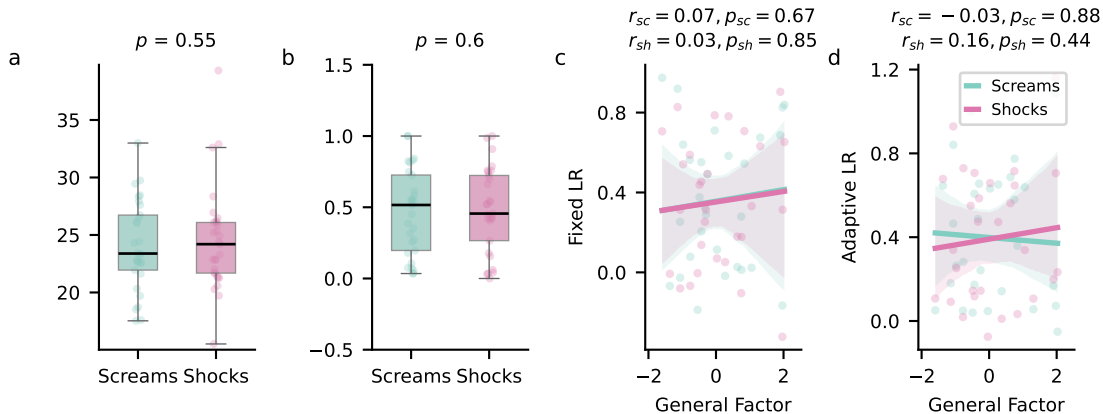 a
p = 0.55
35
30
25
20
Screams Shocks
b
p = 0.6
1.5
1.0
0.5
0.0
−0.5
Screams Shocks
c
r_sc = 0.07, p_sc = 0.67
r_sh = 0.03, p_sh = 0.85
Fixed LR
0.8
0.4
0.0
−2 0 2
General Factor
d
r_sc = −0.03, p_sc = 0.88
r_sh = 0.16, p_sh = 0.44
Adaptive LR
1.2
0.8
0.4
0.0
Screams
Shocks
−2 0 2
General Factor